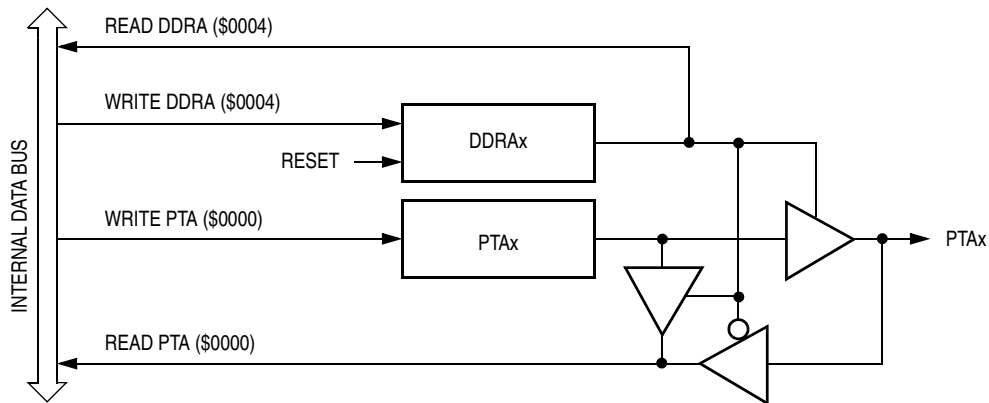 READ DDRA ($0004)
WRITE DDRA ($0004)
DDRAx
RESET
WRITE PTA ($0000)
PTAx
PTAx
READ PTA ($0000)
INTERNAL DATA BUS